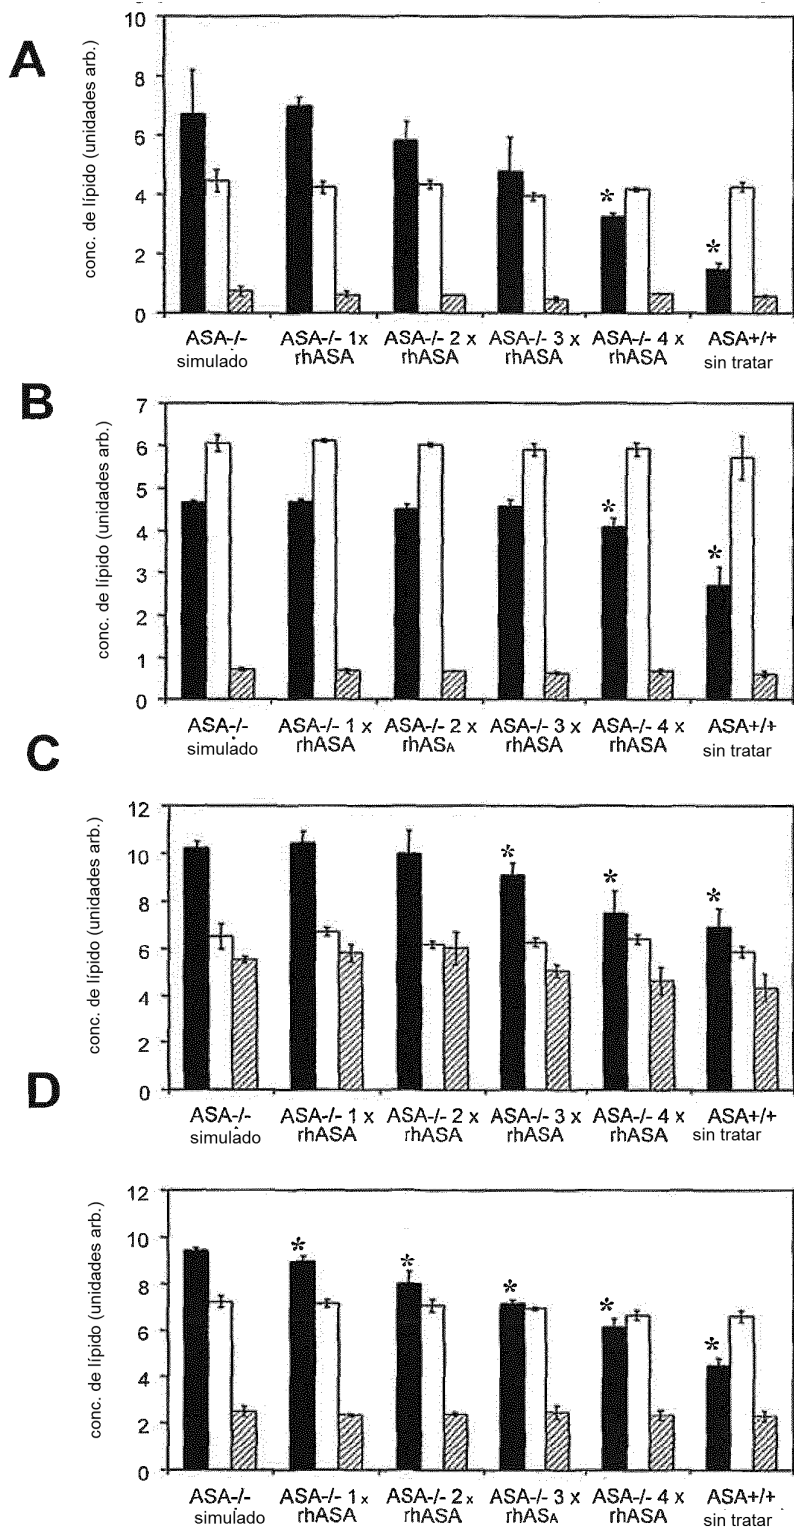 A
conc. de lípido (unidades arb.)
10
8
6
4
2
0
ASA-/- ASA-/- 1x ASA-/- 2 x ASA-/- 3 x ASA-/- 4 x ASA+/+
simulado rhASA rhASA rhASA rhASA sin tratar
* *
B
conc. de lípido (unidades arb.)
7
6
5
4
3
2
1
0
ASA-/- ASA-/- 1 x ASA-/- 2 x ASA-/- 3 x ASA-/- 4 x ASA+/+
simulado rhASA rhASA rhASA rhASA sin tratar
* *
C
conc. de lípido (unidades arb.)
12
10
8
6
4
2
0
ASA-/- ASA-/- 1 x ASA-/- 2 x ASA-/- 3 x ASA-/- 4 x ASA+/+
simulado rhASA rhASA rhASA rhASA sin tratar
* * *
D
conc. de lípido (unidades arb.)
12
10
8
6
4
2
0
ASA-/- ASA-/- 1 x ASA-/- 2 x ASA-/- 3 x ASA-/- 4 x ASA+/+
simulado rhASA rhASA rhASA rhASA sin tratar
* * * * *